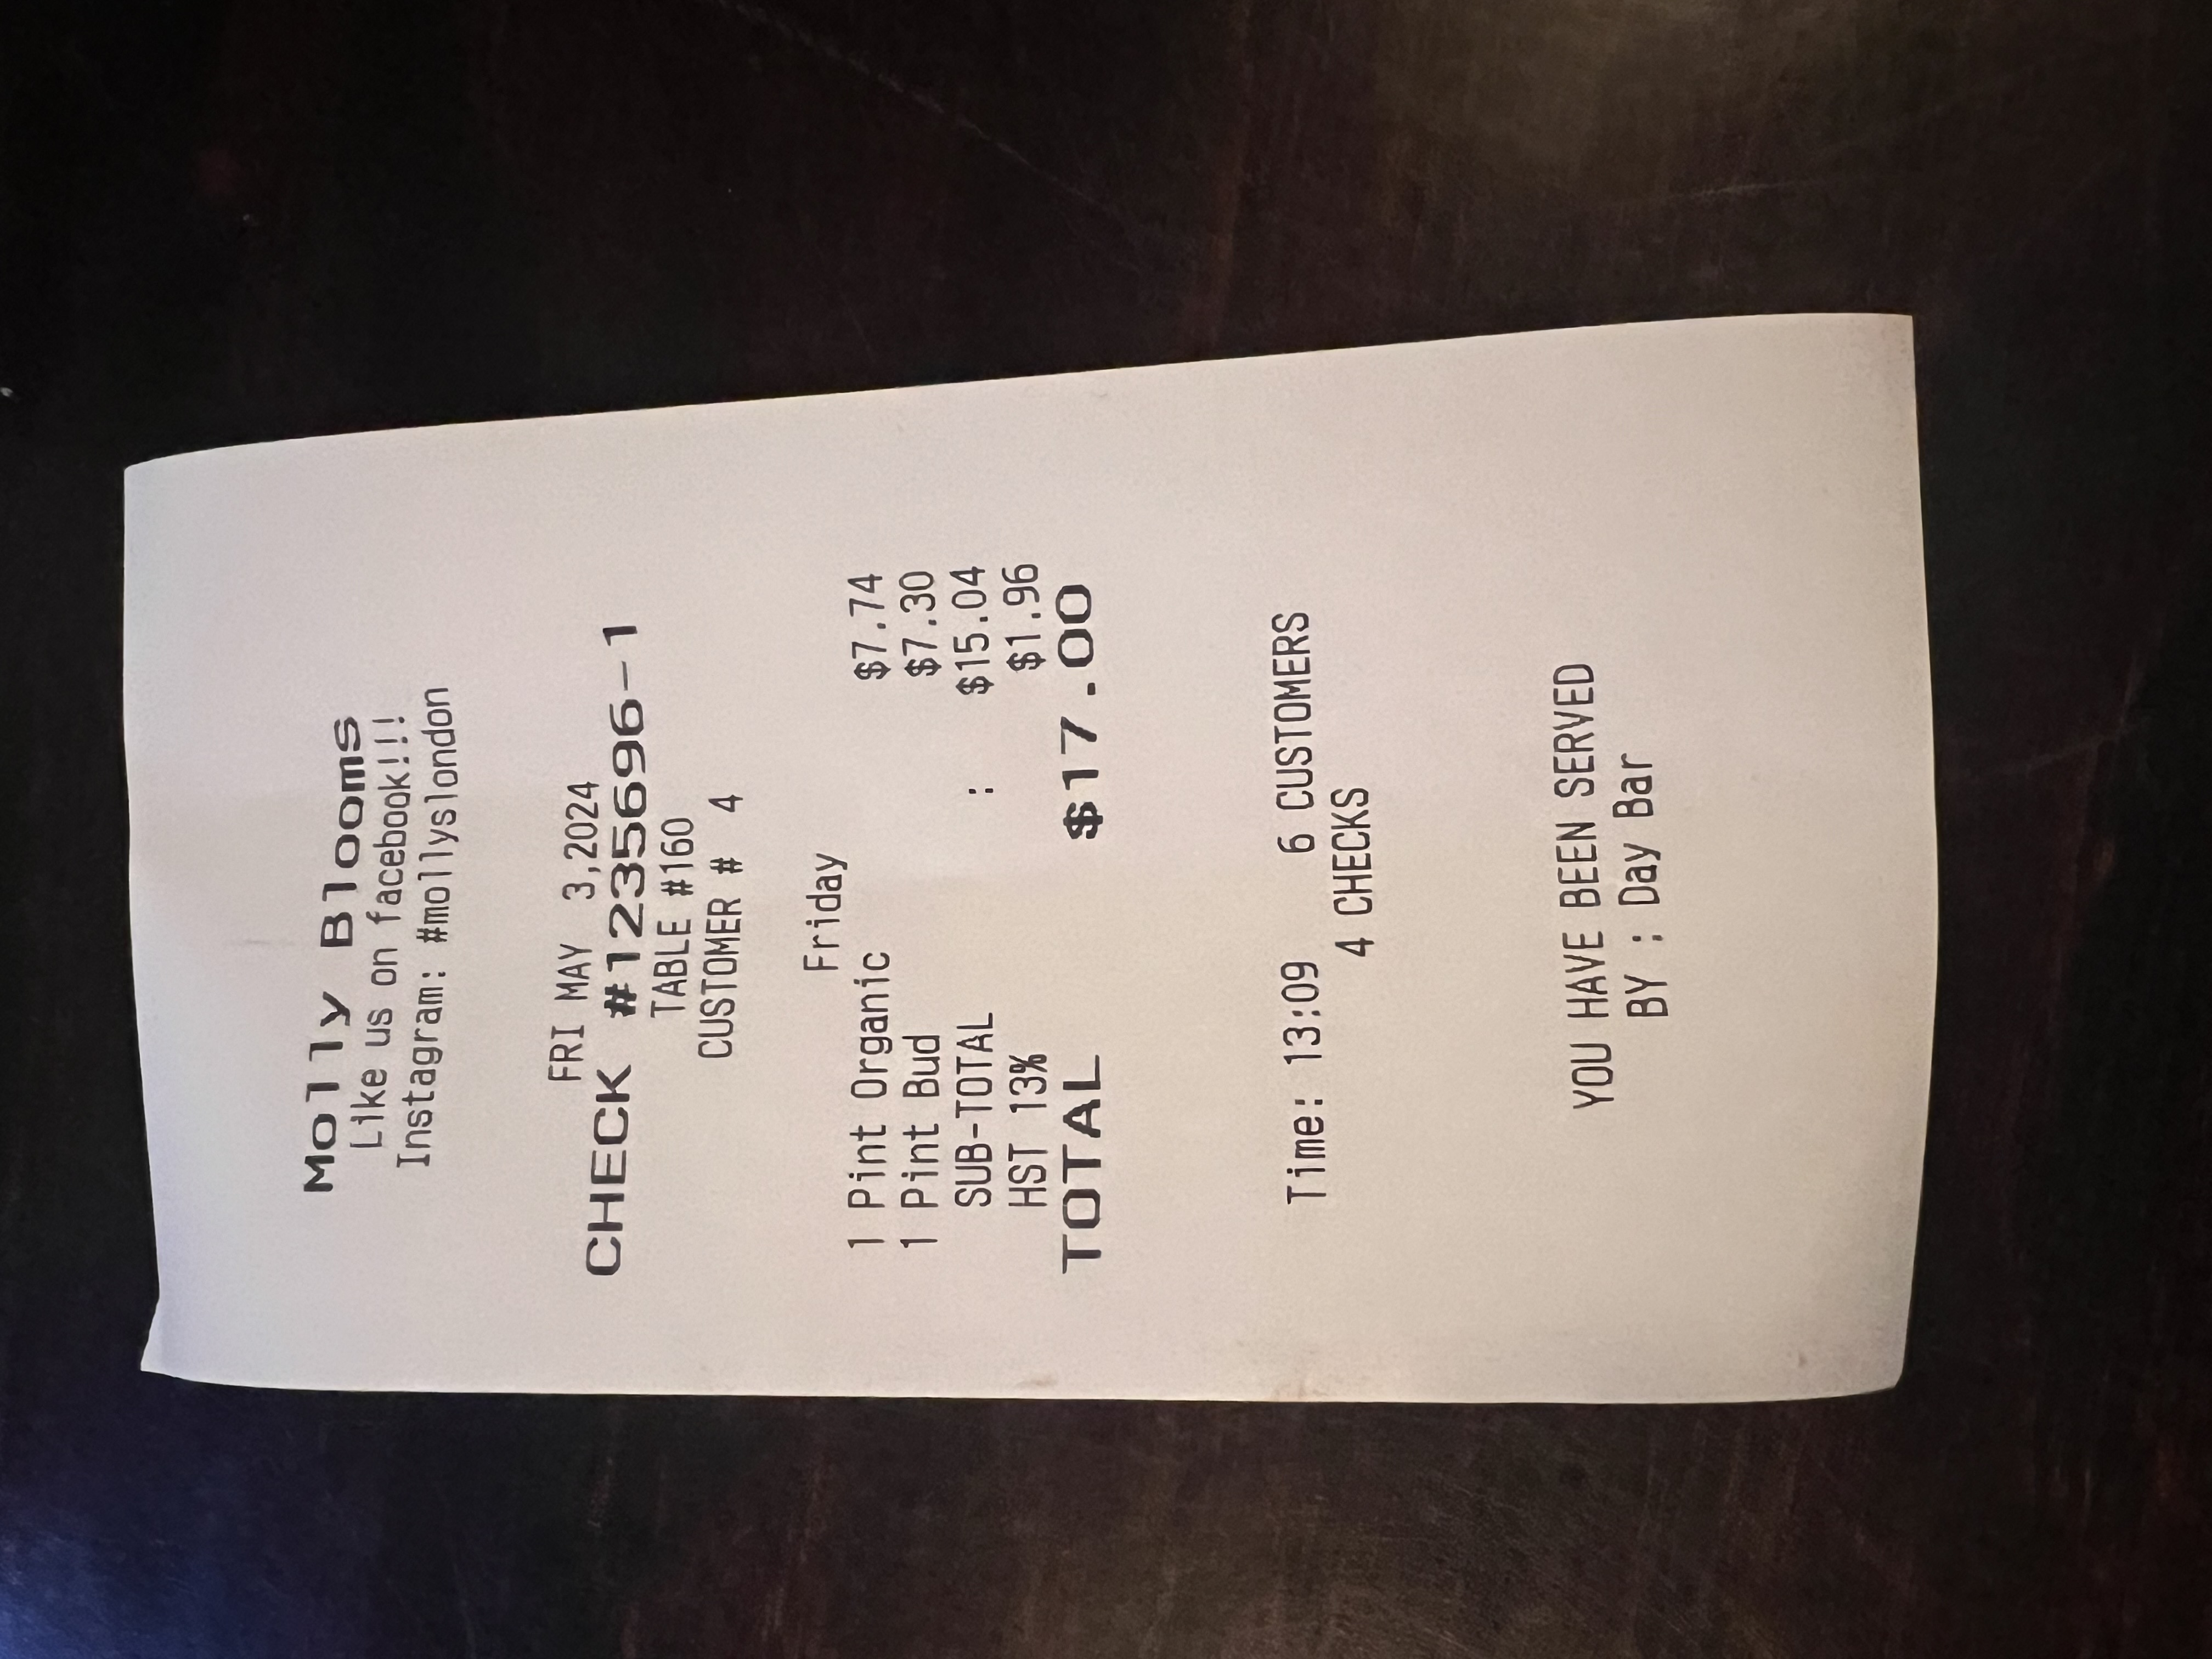 Molly Blooms
Like us on facebook!!!
Instagram: #mollyslondon
FRI MAY 3,2024
CHECK #1235696-1
TABLE #160
CUSTOMER # 4
Friday
1 Pint Organic $7.74
1 Pint Bud $7.30
SUB-TOTAL : $15.04
HST 13% $1.96
TOTAL $17.00
Time: 13:09 6 CUSTOMERS
4 CHECKS
YOU HAVE BEEN SERVED
BY : Day Bar